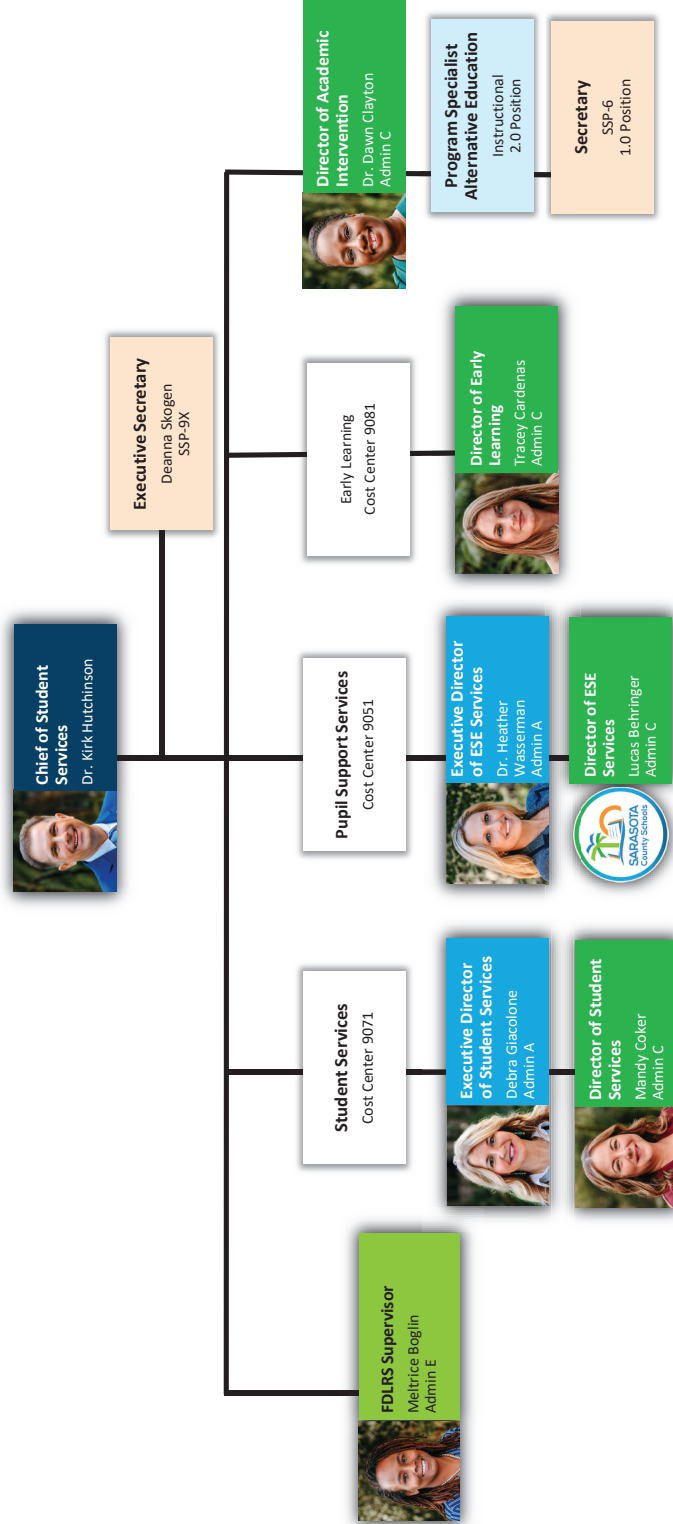 Chief of Student
Services
Dr. Kirk Hutchinson
Executive Secretary
Deanna Skogen
SSP-9X
FDLRS Supervisor
Meltrice Boglin
Admin E
Student Services
Cost Center 9071
Executive Director
of Student Services
Debra Giacolone
Admin A
Director of Student
Services
Mandy Coker
Admin C
Pupil Support Services
Cost Center 9051
Executive Director
of ESE Services
Dr. Heather
Wasserman
Admin A
SARASOTA
County Schools
Director of ESE
Services
Lucas Behringer
Admin C
Early Learning
Cost Center 9081
Director of Early
Learning
Tracey Cardenas
Admin C
Director of Academic
Intervention
Dr. Dawn Clayton
Admin C
Program Specialist
Alternative Education
Instructional
2.0 Position
Secretary
SSP-6
1.0 Position